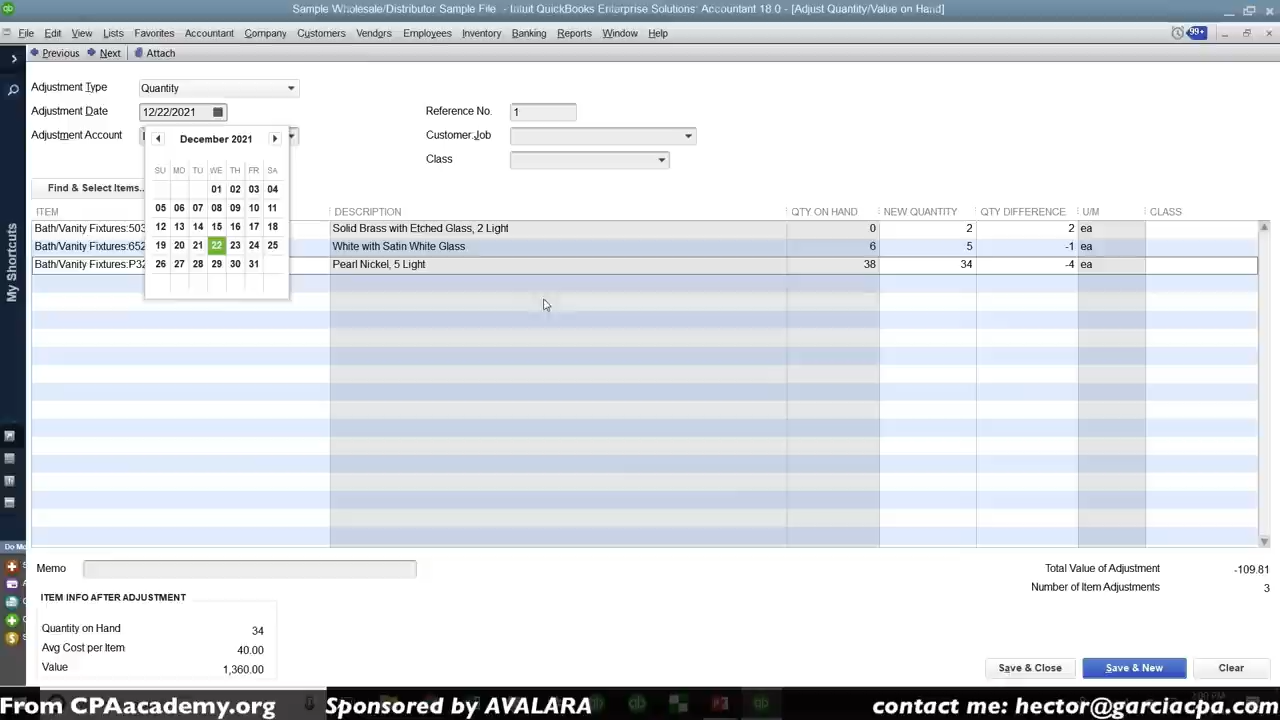 Sample Wholesale/Distributor Sample File - Intuit QuickBooks Enterprise Solutions: Accountant 18.0 - [Adjust Quantity/Value on Hand]
File Edit View Lists Favorites Accountant Company Customers Vendors Employees Inventory Banking Reports Window Help 99+
Previous Next Attach
Adjustment Type Quantity
Adjustment Date 12/22/2021 Reference No. 1
Adjustment Account Customer:Job
December 2021 Class
SU MO TU WE TH FR SA
01 02 03 04
05 06 07 08 09 10 11
12 13 14 15 16 17 18
19 20 21 22 23 24 25
26 27 28 29 30 31
Find & Select Items..
ITEM DESCRIPTION QTY ON HAND NEW QUANTITY QTY DIFFERENCE U/M CLASS
Bath/Vanity Fixtures:503 Solid Brass with Etched Glass, 2 Light 0 2 2 ea
Bath/Vanity Fixtures:652 White with Satin White Glass 6 5 -1 ea
Bath/Vanity Fixtures:P32 Pearl Nickel, 5 Light 38 34 -4 ea
My Shortcuts
Do Mo
Memo
Total Value of Adjustment -109.81
Number of Item Adjustments 3
ITEM INFO AFTER ADJUSTMENT
Quantity on Hand 34
Avg Cost per Item 40.00
Value 1,360.00
Save & Close Save & New Clear
From CPAacademy.org Sponsored by AVALARA contact me: hector@garciacpa.com